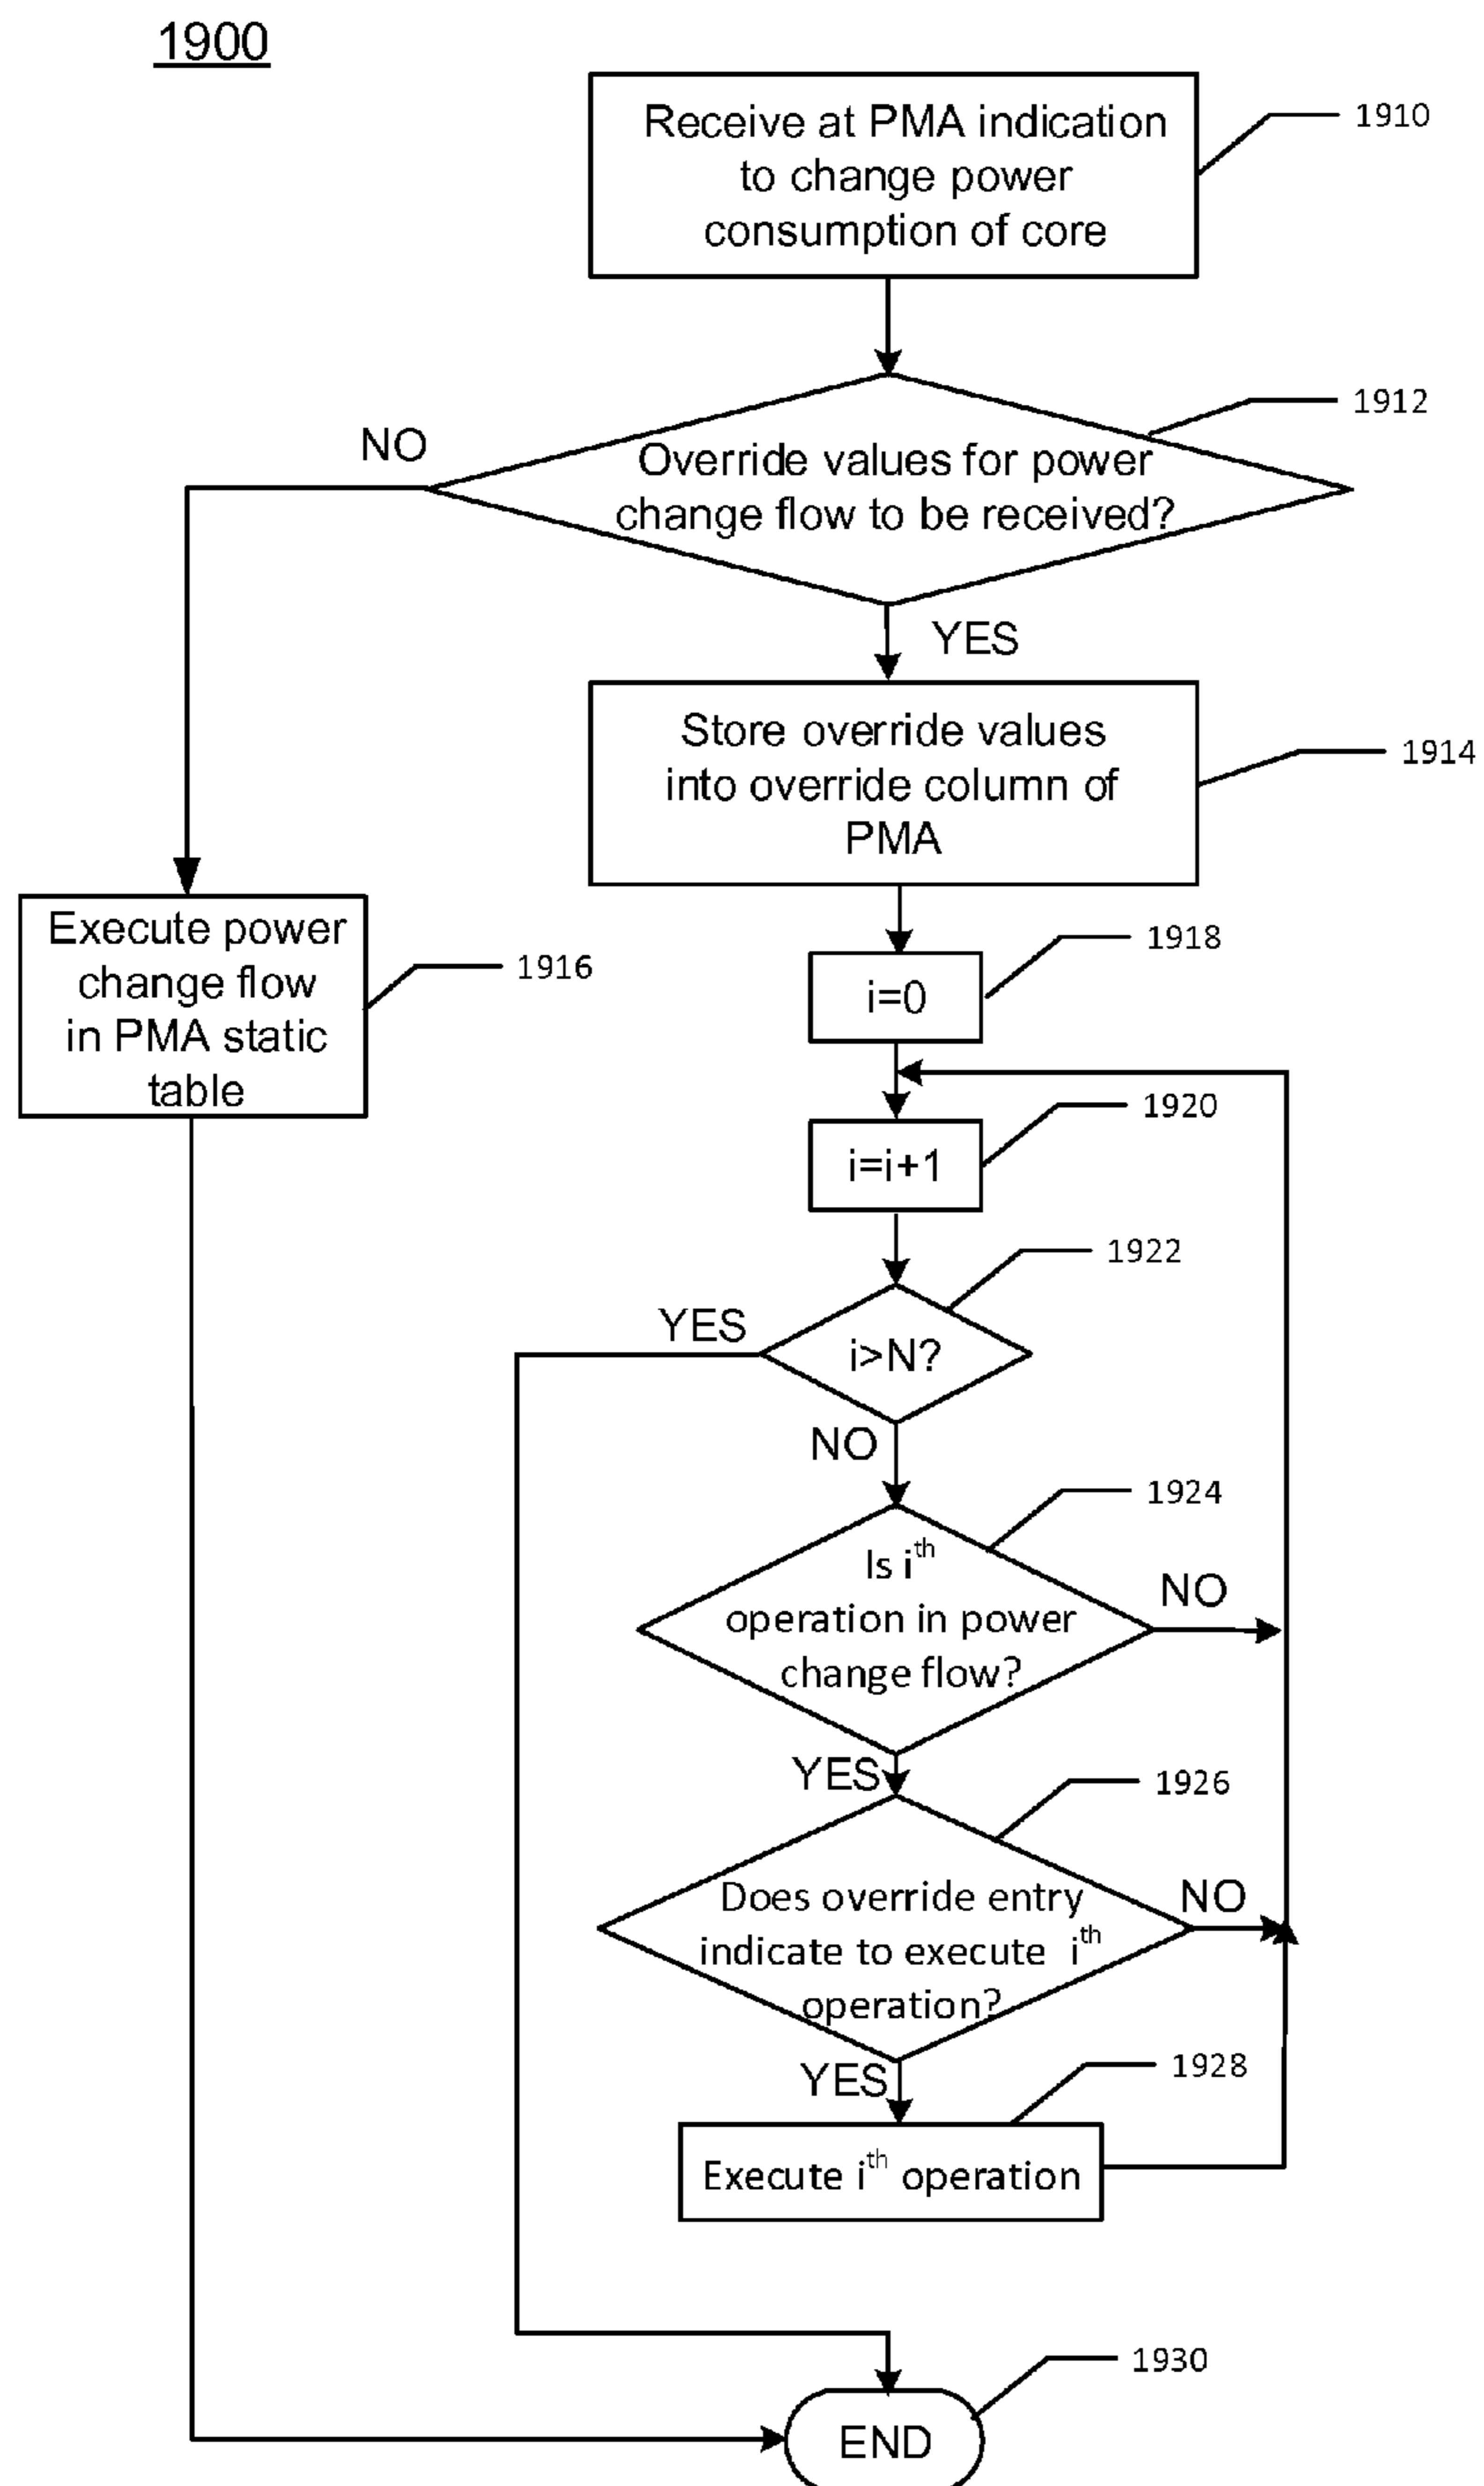 1900
Receive at PMA indication
to change power
consumption of core
1910
1912
NO
Override values for power
change flow to be received?
YES
Store override values
into override column of
PMA
1914
Execute power
change flow
in PMA static
table
1916
1918
i=0
1920
i=i+1
1922
YES
i>N?
NO
1924
Is ith
operation in power
change flow?
NO
YES
1926
Does override entry
indicate to execute ith
operation?
NO
YES
1928
Execute ith operation
1930
END